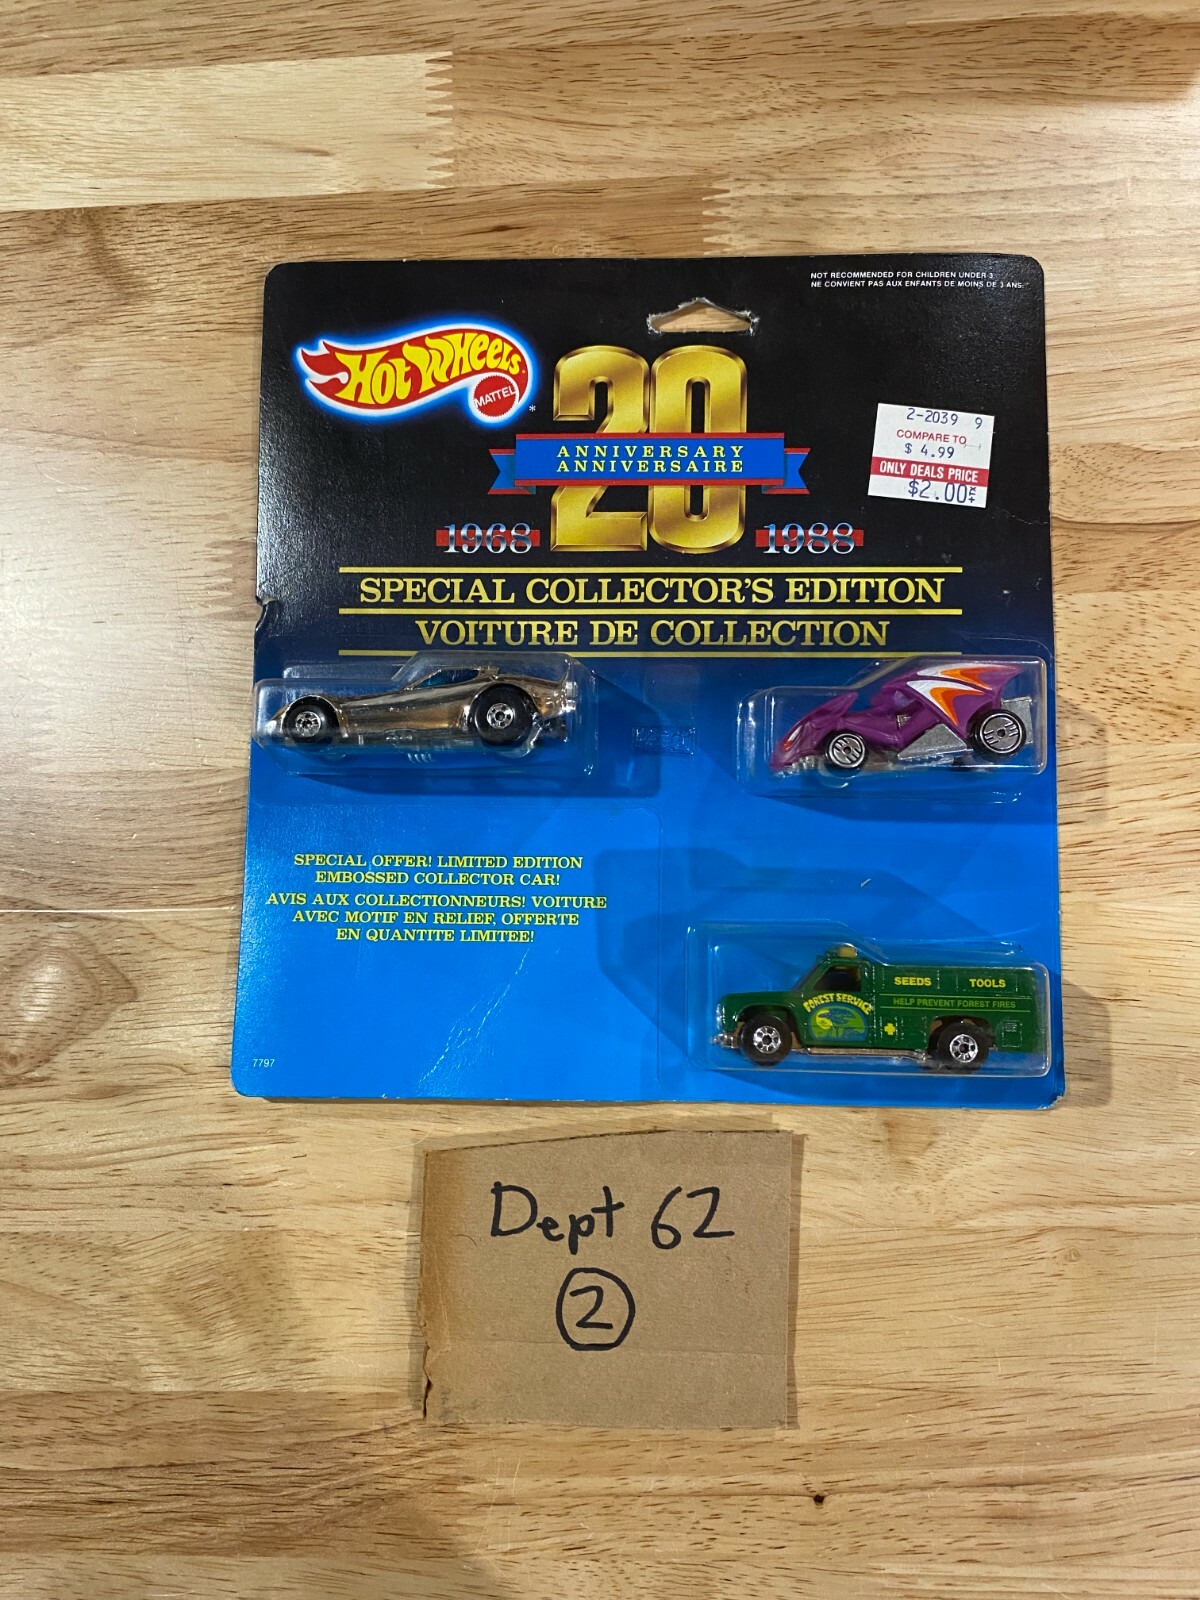 NOT RECOMMENDED FOR CHILDREN UNDER 3.
NE CONVIENT PAS AUX ENFANTS DE MOINS DE 3 ANS.
HOT WHEELS
MATTEL
20
ANNIVERSARY
ANNIVERSAIRE
1968 1988
2-2039 9
COMPARE TO
$ 4.99
ONLY DEALS PRICE
$2.00
SPECIAL COLLECTOR'S EDITION
VOITURE DE COLLECTION
SPECIAL OFFER! LIMITED EDITION
EMBOSSED COLLECTOR CAR!
AVIS AUX COLLECTIONNEURS! VOITURE
AVEC MOTIF EN RELIEF, OFFERTE
EN QUANTITE LIMITEE!
SEEDS TOOLS
HELP PREVENT FOREST FIRES
FOREST SERVICE
7797
Dept 62
2